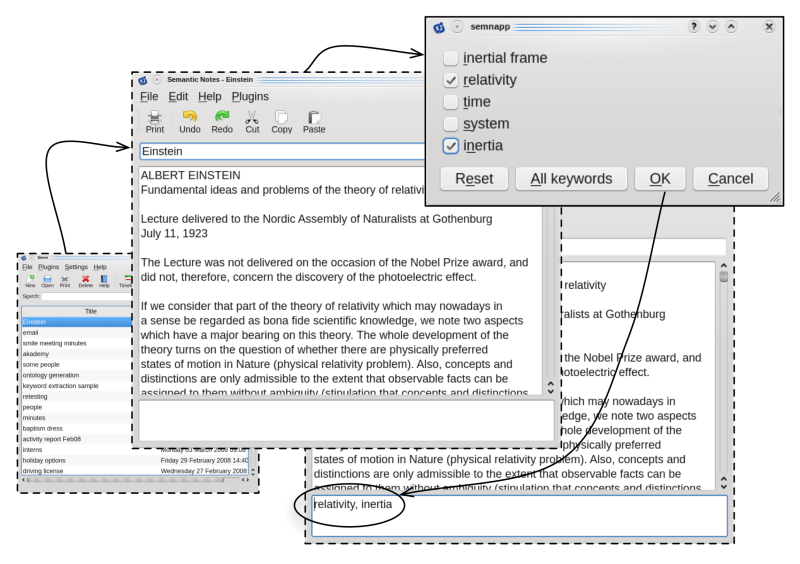 semnapp
inertial frame
relativity
time
system
inertia
Reset All keywords OK Cancel
Semantic Notes - Einstein
File Edit Help Plugins
Print Undo Redo Cut Copy Paste
Einstein
ALBERT EINSTEIN
Fundamental ideas and problems of the theory of relativi
Lecture delivered to the Nordic Assembly of Naturalists at Gothenburg
July 11, 1923
The Lecture was not delivered on the occasion of the Nobel Prize award, and
did not, therefore, concern the discovery of the photoelectric effect.
If we consider that part of the theory of relativity which may nowadays in
a sense be regarded as bona fide scientific knowledge, we note two aspects
which have a major bearing on this theory. The whole development of the
theory turns on the question of whether there are physically preferred
states of motion in Nature (physical relativity problem). Also, concepts and
distinctions are only admissible to the extent that observable facts can be
assigned to them without ambiguity (stipulation that concepts and distinctions
File Plugins Settings Help
New Open Print Delete Help
Search:
Title
Einstein
email
smile meeting minutes
akademy
some people
ontology generation
keyword extraction sample
retesting
people
minutes
baptism dress
activity report Feb08
interns Monday 03 March 2008 09:06
holiday options Friday 29 February 2008 14:40
driving license Wednesday 27 February 2008
relativity
alists at Gothenburg
the Nobel Prize award, and
otoelectric effect.
hich may nowadays in
edge, we note two aspects
hole development of the
physically preferred
states of motion in Nature (physical relativity problem). Also, concepts and
distinctions are only admissible to the extent that observable facts can be
assigned to them without ambiguity (stipulation that concepts and distinctions
relativity, inertia